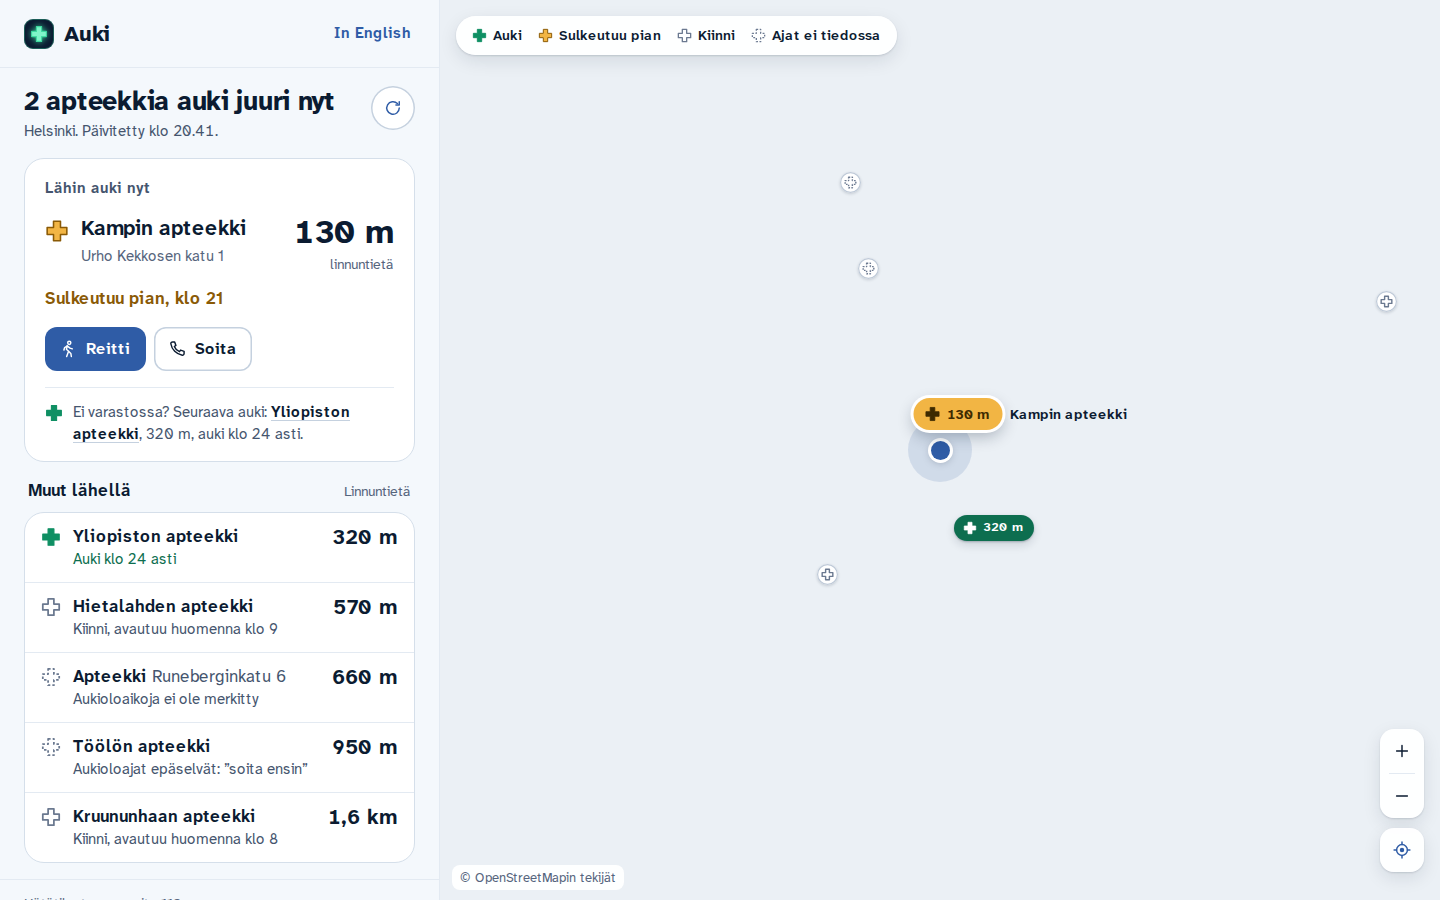 Auki
In English
2 apteekkia auki juuri nyt
Helsinki. Päivitetty klo 20.41.
Lähin auki nyt
Kampin apteekki
130 m
Urho Kekkosen katu 1
linnuntietä
Sulkeutuu pian, klo 21
Reitti
Soita
Ei varastossa? Seuraava auki: Yliopiston
apteekki, 320 m, auki klo 24 asti.
Muut lähellä
Linnuntietä
Yliopiston apteekki
320 m
Auki klo 24 asti
Hietalahden apteekki
570 m
Kiinni, avautuu huomenna klo 9
Apteekki Runeberginkatu 6
660 m
Aukioloaikoja ei ole merkitty
Töölön apteekki
950 m
Aukioloajat epäselvät: ”soita ensin”
Kruununhaan apteekki
1,6 km
Kiinni, avautuu huomenna klo 8
Auki
Sulkeutuu pian
Kiinni
Ajat ei tiedossa
130 m
Kampin apteekki
320 m
© OpenStreetMapin tekijät